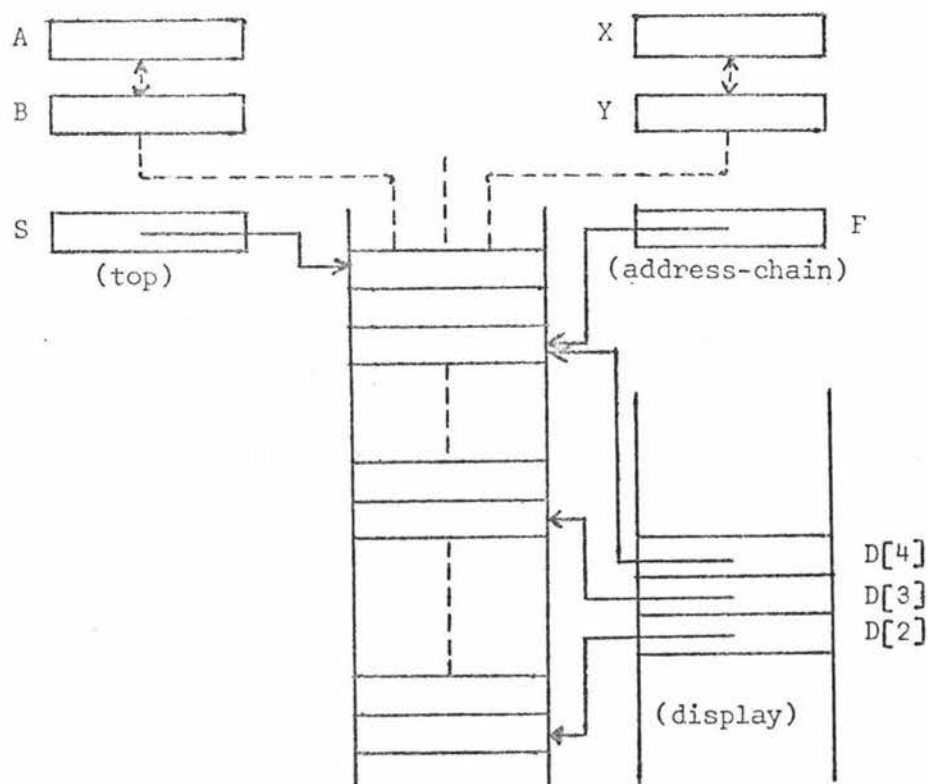 A X
B Y
S F
(top) (address-chain)
D[4]
D[3]
D[2]
(display)